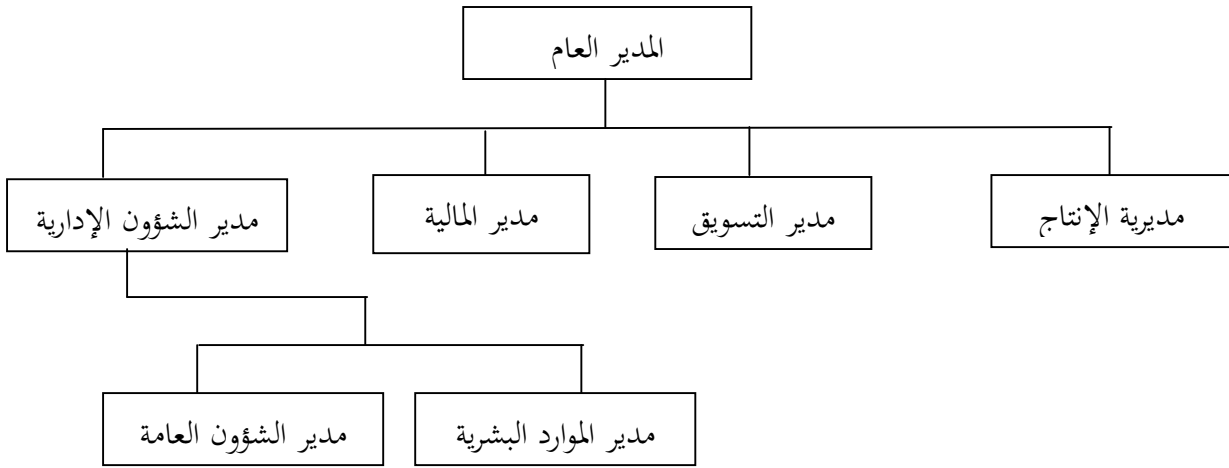 المدير العام
مديرية الإنتاج
مدير التسويق
مدير المالية
مدير الشؤون الإدارية
مدير الموارد البشرية
مدير الشؤون العامة